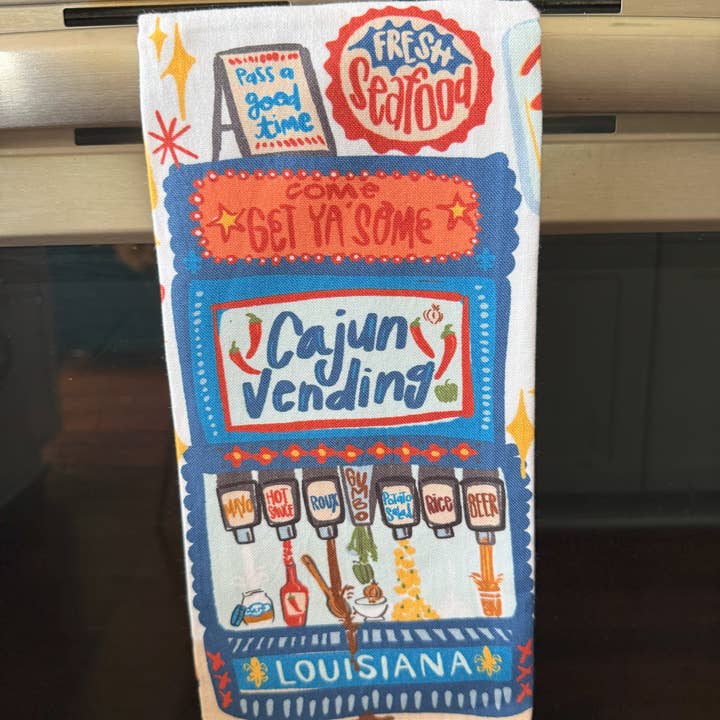 Pass a
good
time
FRESH
Seafood
COME
GET YA' SOME
Cajun
Vending
MAYO
HOT
SAUCE
ROUX
GUMBO
Potato
Salad
RICE
BEER
LOUISIANA